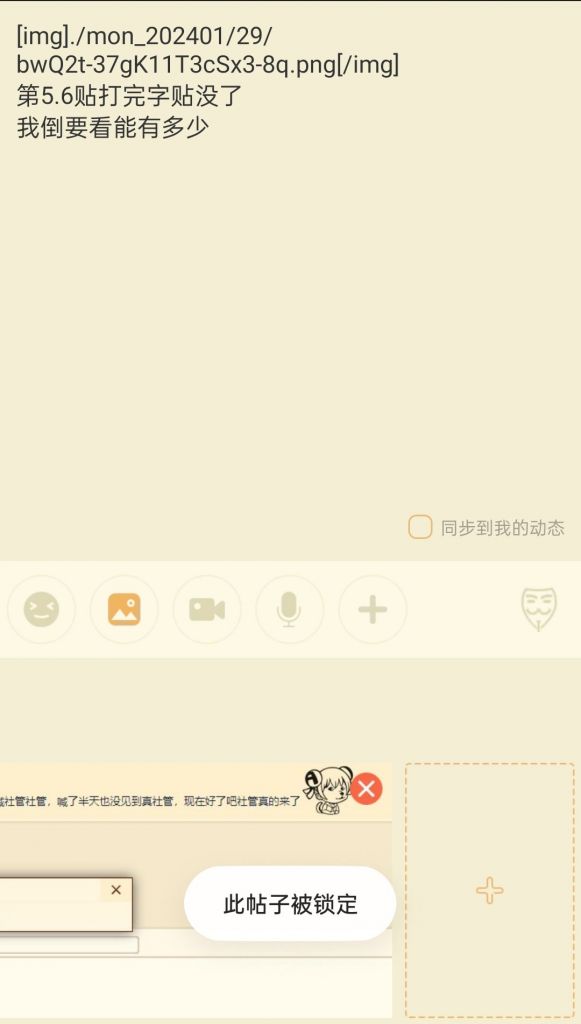 [img]./mon_202401/29/
bwQ2t-37gK11T3cSx3-8q.png[/img]
第5.6贴打完字贴没了
我倒要看能有多少
同步到我的动态
社管社管，喊了半天也没见到真社管，现在好了吧社管真的来了
此帖子被锁定